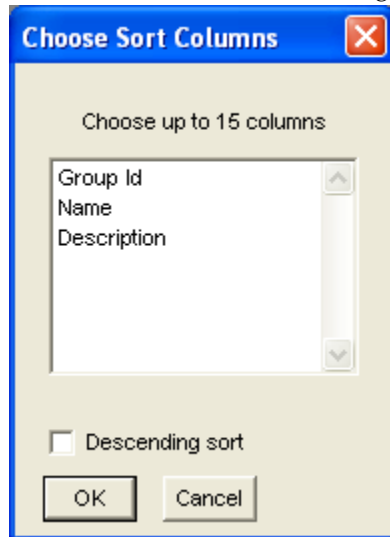 Choose Sort Columns
Choose up to 15 columns
Group Id
Name
Description
Descending sort
OK Cancel